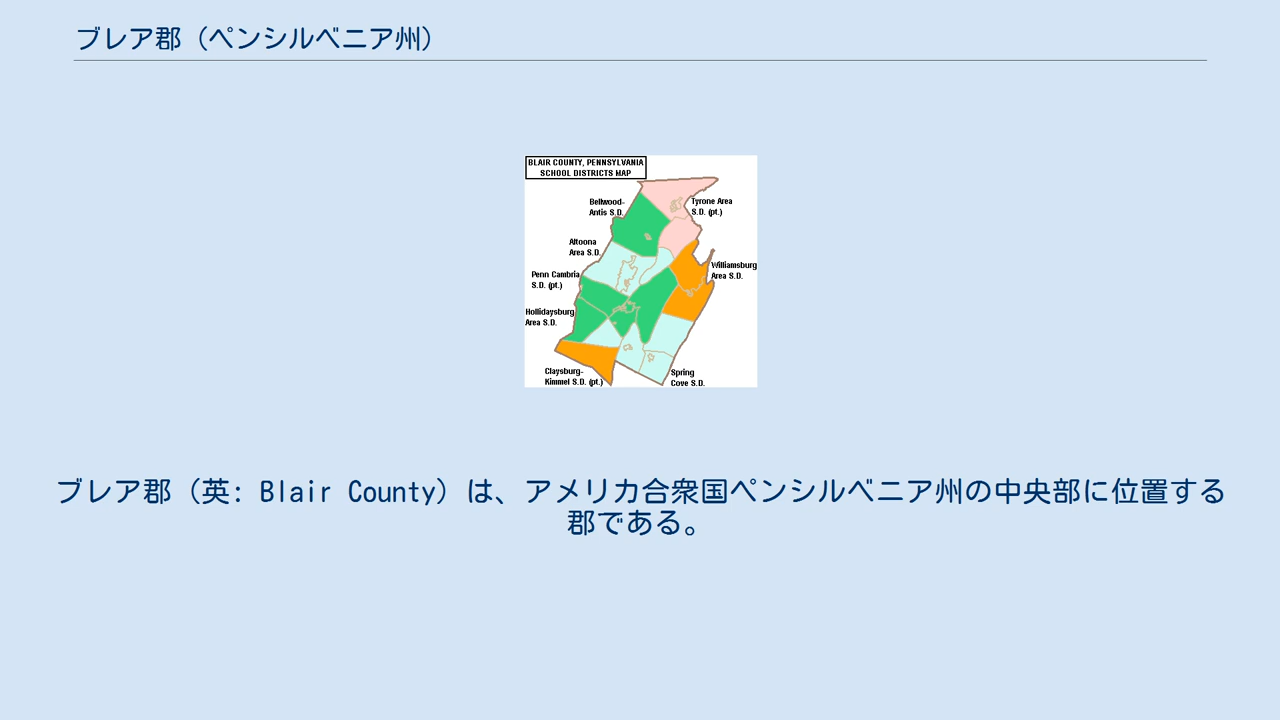 ブレア郡（ペンシルベニア州）
BLAIR COUNTY, PENNSYLVANIA
SCHOOL DISTRICTS MAP
Bellwood-
Antis S.D.
Tyrone Area
S.D. (pt.)
Altoona
Area S.D.
Williamsburg
Area S.D.
Penn Cambria
S.D. (pt.)
Hollidaysburg
Area S.D.
Claysburg-
Kimmel S.D. (pt.)
Spring
Cove S.D.
ブレア郡（英: Blair County）は、アメリカ合衆国ペンシルベニア州の中央部に位置する
郡である。